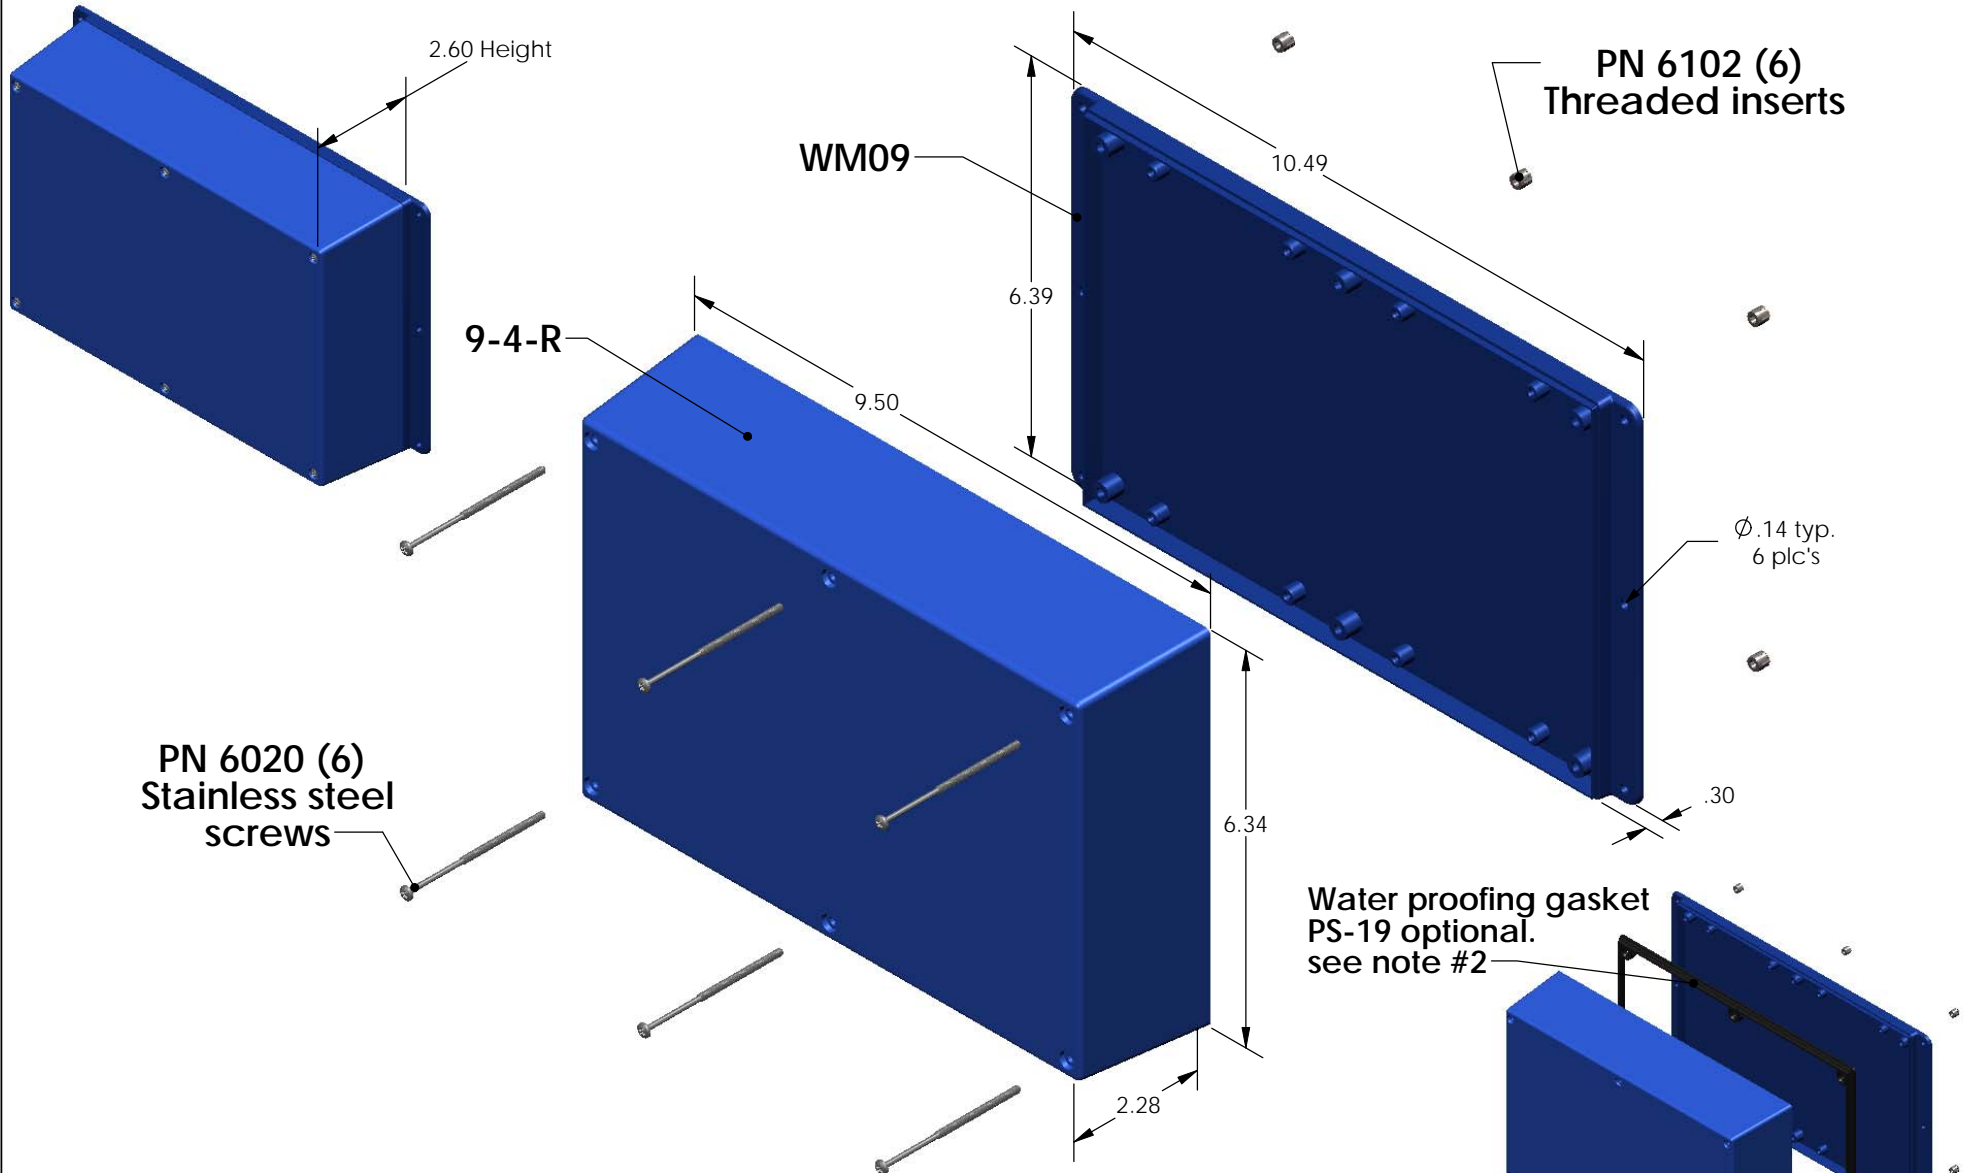 2.60 Height
PN 6102 (6)
Threaded inserts
WM09
10.49
6.39
9-4-R
9.50
Ø.14 typ.
6 plc's
PN 6020 (6)
Stainless steel
screws
.30
6.34
Water proofing gasket
PS-19 optional.
see note #2
2.28